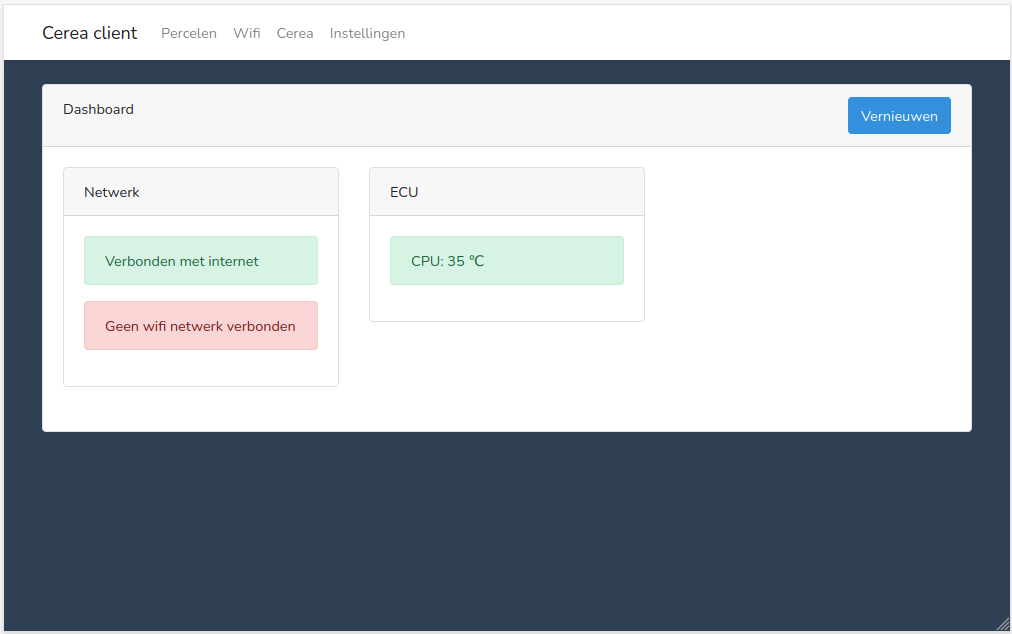 Cerea client Percelen Wifi Cerea Instellingen
Dashboard
Vernieuwen
Netwerk
Verbonden met internet
Geen wifi netwerk verbonden
ECU
CPU: 35 ℃